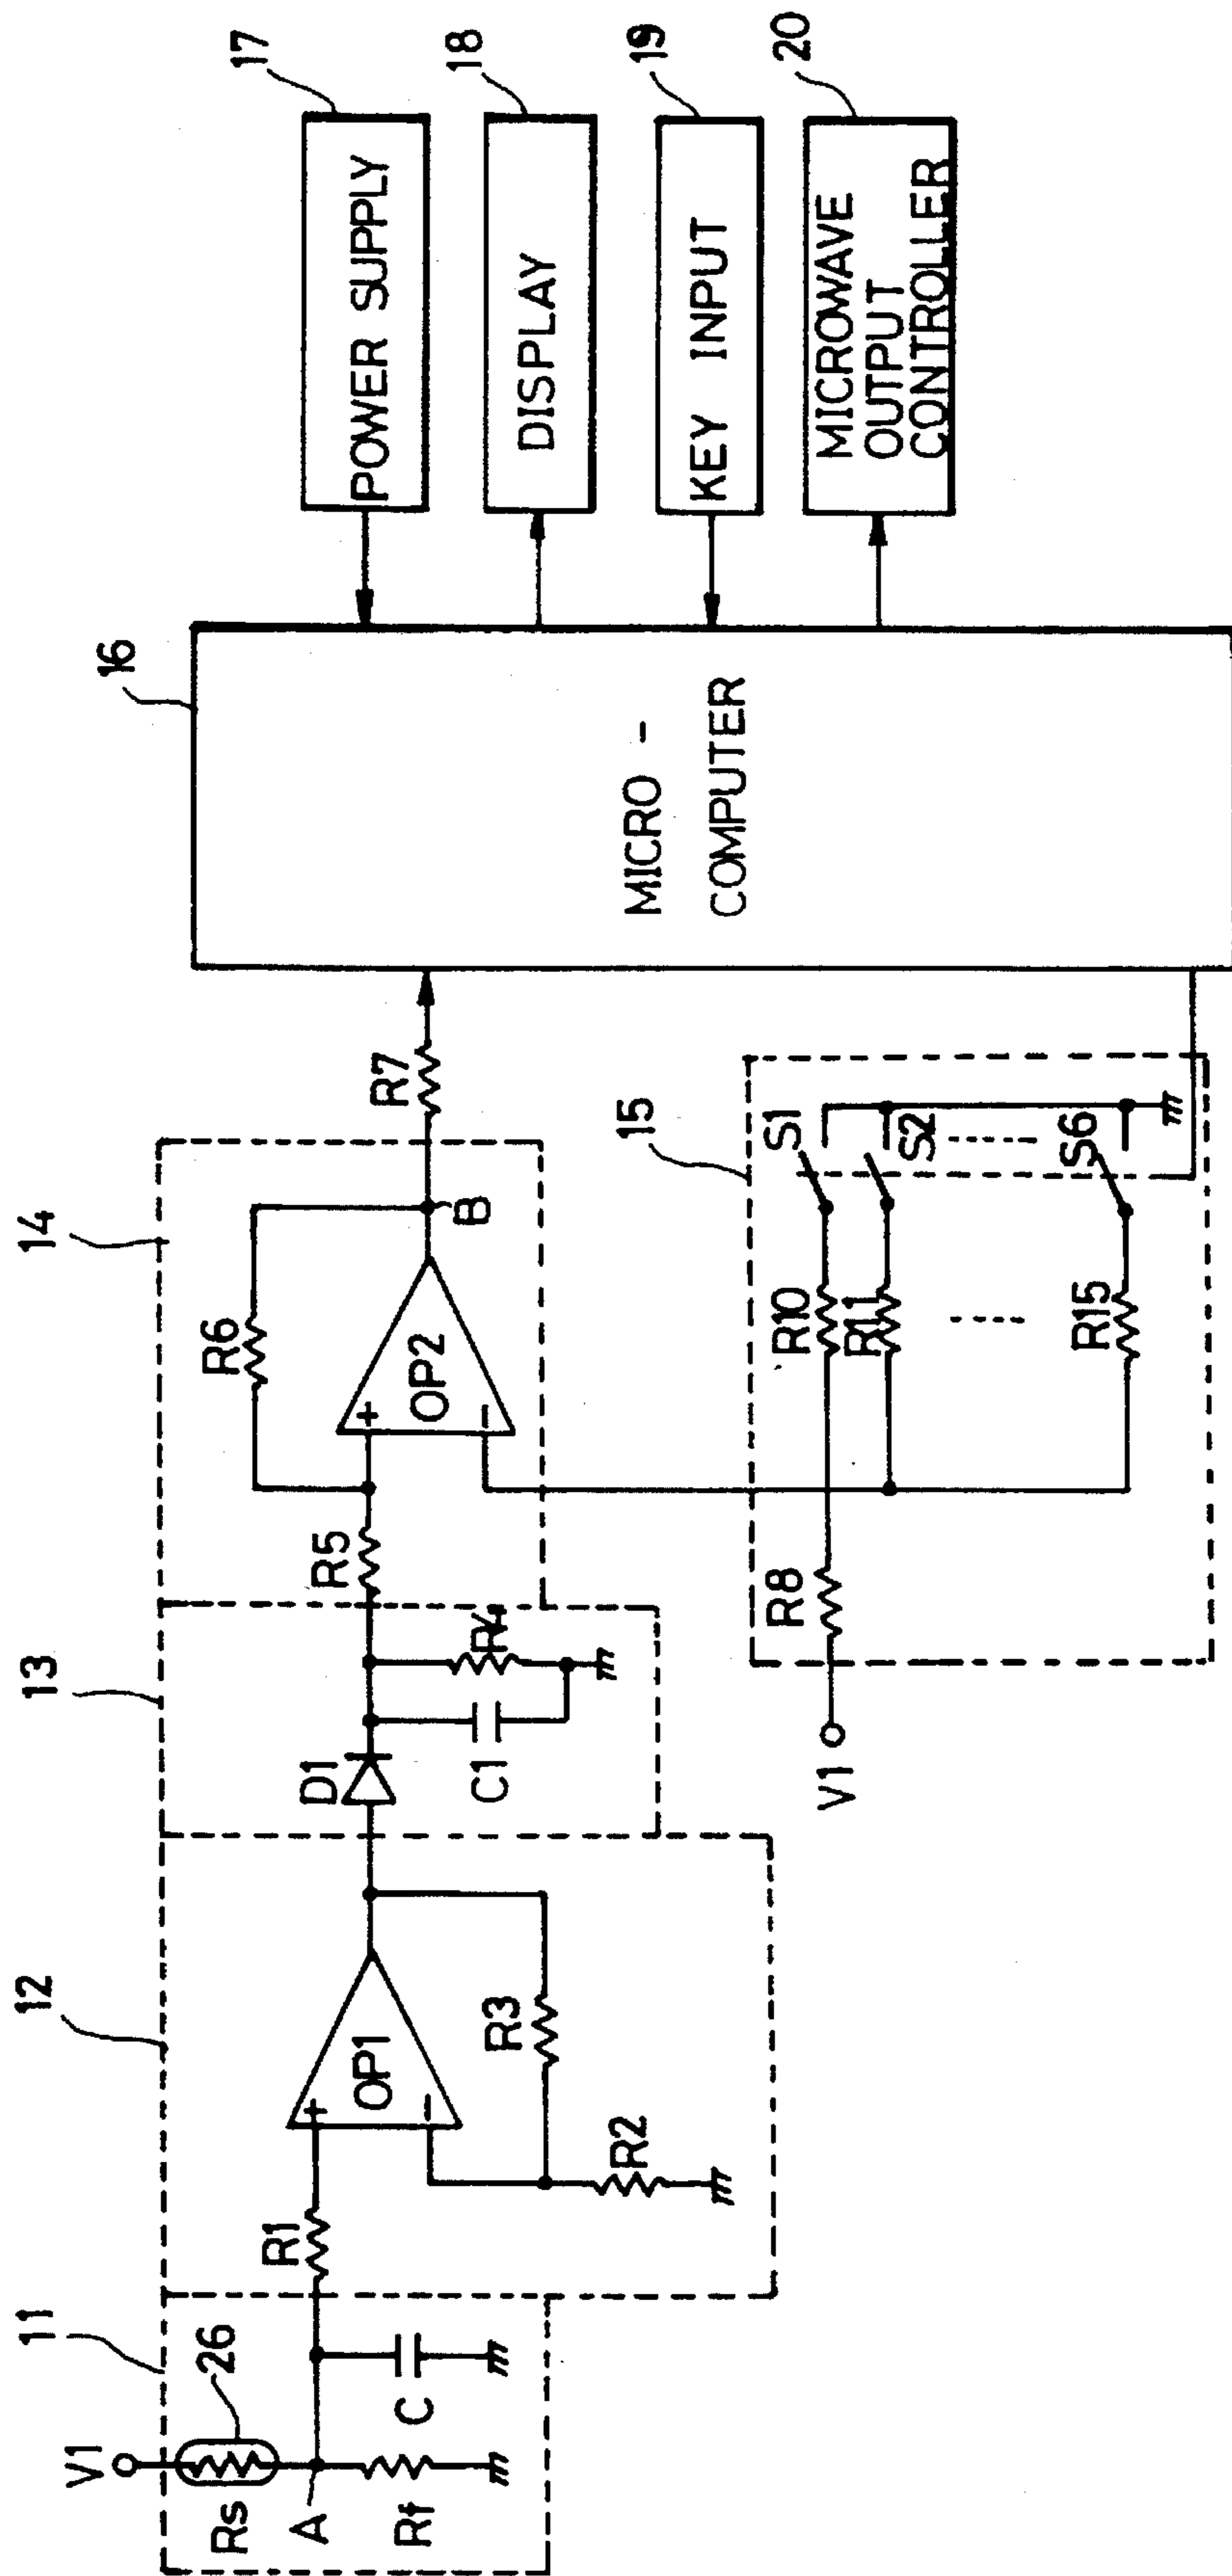 11
12
13
14
15
16
17
18
19
20
V1
26
Rs
A
Rf
C
R1
OP1
+
-
R3
R2
D1
C1
R4
R5
R6
OP2
+
-
B
R7
V1
R8
R10
R11
R15
S1
S2
S6
MICRO -
COMPUTER
POWER SUPPLY
DISPLAY
KEY INPUT
MICROWAVE
OUTPUT
CONTROLLER